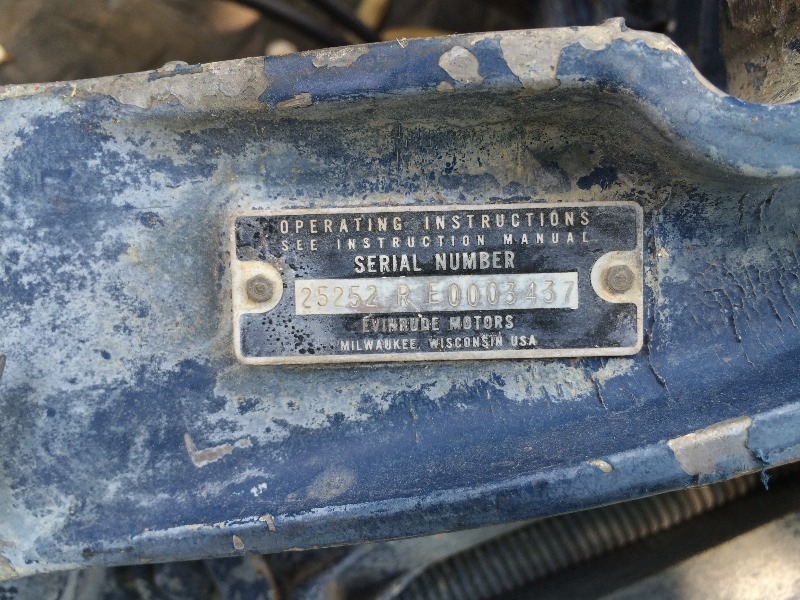 OPERATING INSTRUCTIONS
SEE INSTRUCTION MANUAL
SERIAL NUMBER
25252 R E0003437
EVINRUDE MOTORS
MILWAUKEE, WISCONSIN USA